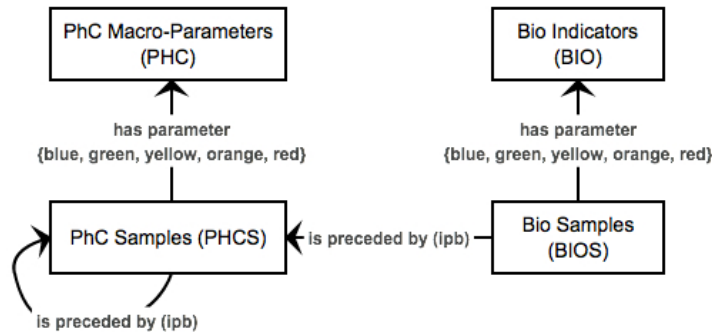 PhC Macro-Parameters
(PHC)
Bio Indicators
(BIO)
has parameter
{blue, green, yellow, orange, red}
has parameter
{blue, green, yellow, orange, red}
PhC Samples (PHCS)
is preceded by (ipb)
Bio Samples
(BIOS)
is preceded by (ipb)